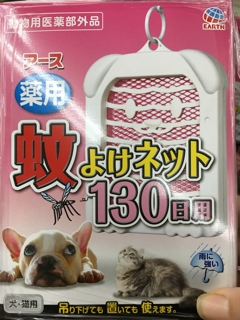 動物用医薬部外品
EARTH
アース
薬用
蚊よけネット
130日用
雨に
強い
犬・猫用
吊り下げても置いても使えます。